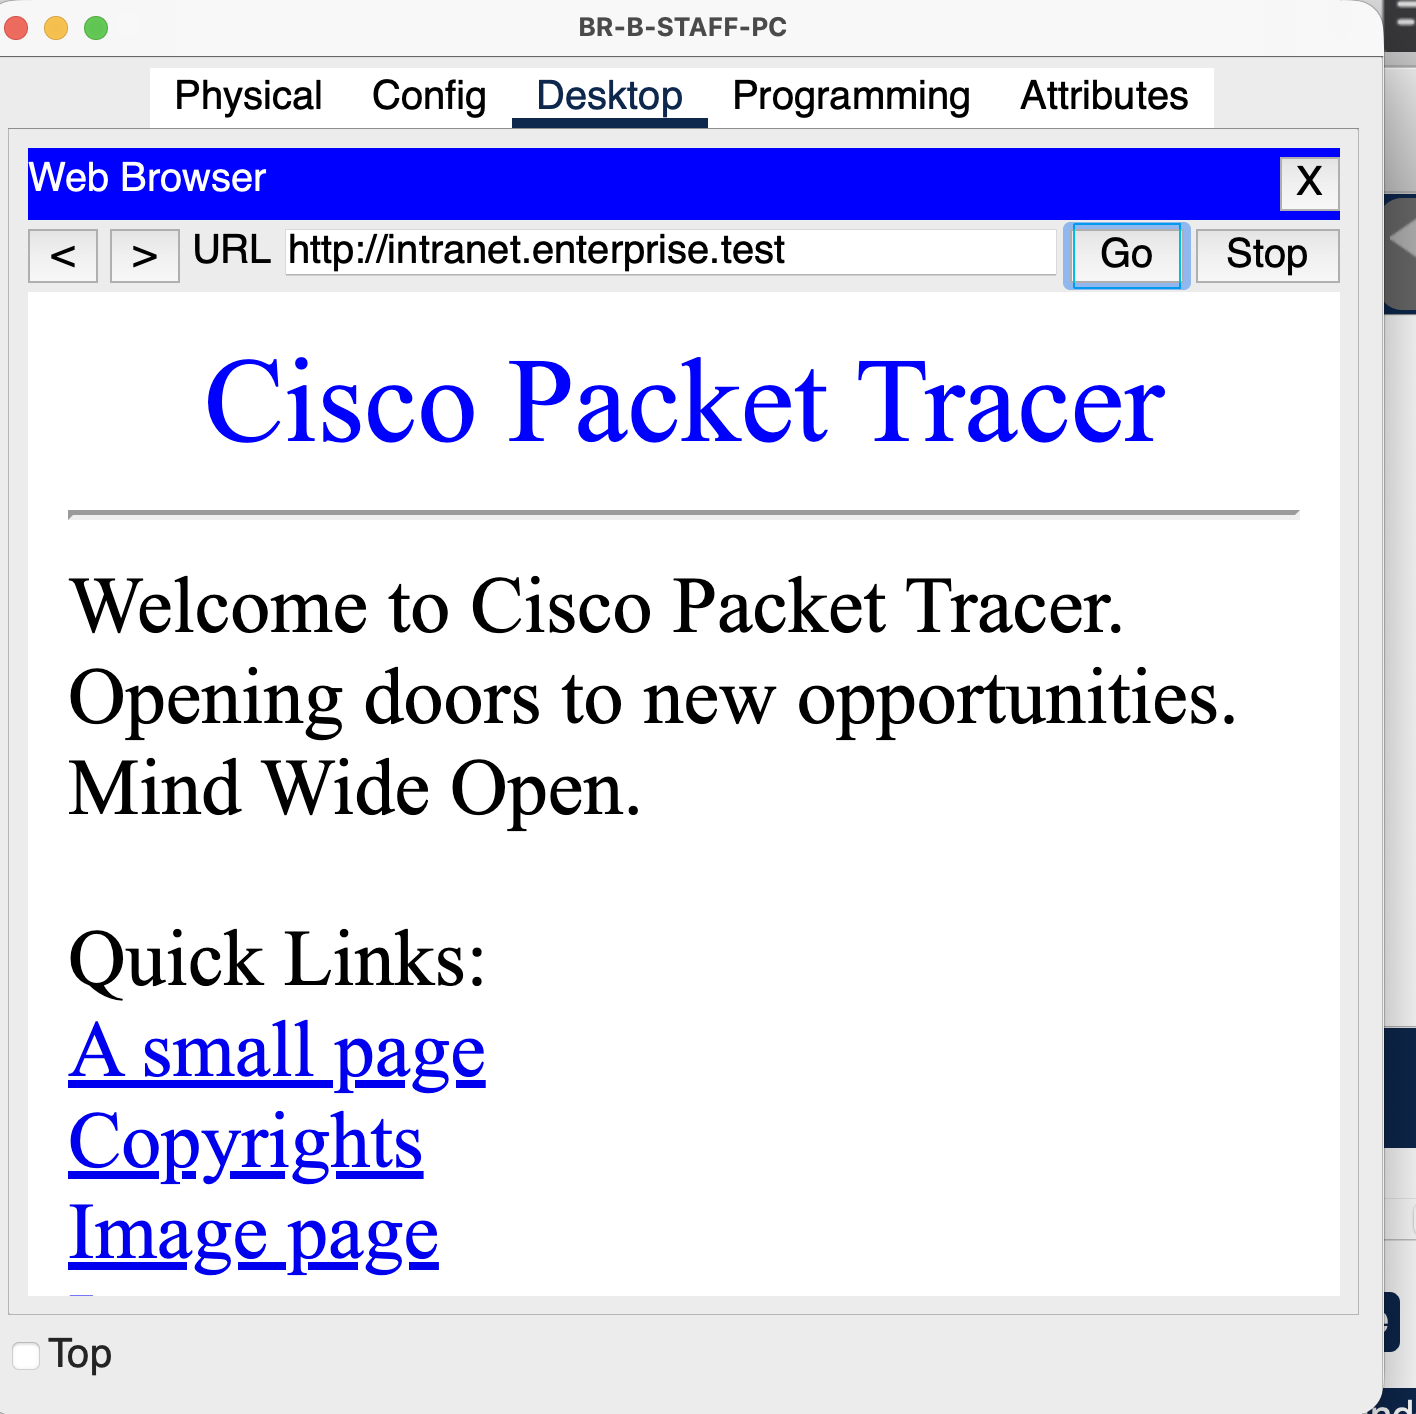 BR-B-STAFF-PC
Physical Config Desktop Programming Attributes
Web Browser X
< > URL http://intranet.enterprise.test Go Stop
Cisco Packet Tracer
Welcome to Cisco Packet Tracer.
Opening doors to new opportunities.
Mind Wide Open.
Quick Links:
A small page
Copyrights
Image page
Top